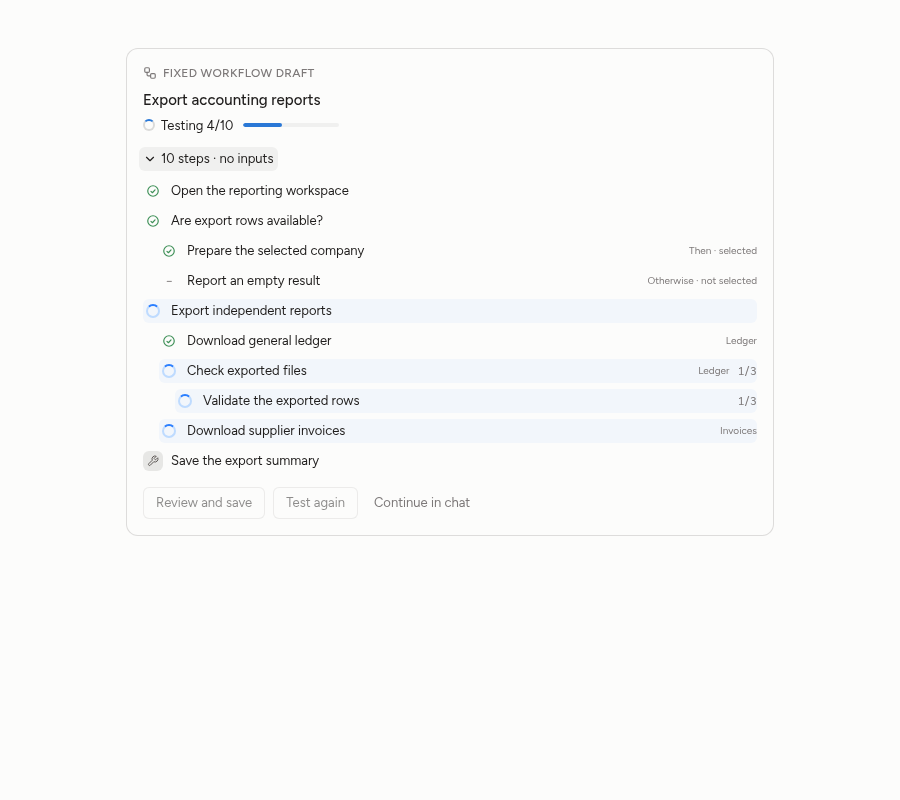 FIXED WORKFLOW DRAFT
Export accounting reports
Testing 4/10
10 steps · no inputs
Open the reporting workspace
Are export rows available?
Prepare the selected company Then · selected
Report an empty result Otherwise · not selected
Export independent reports
Download general ledger Ledger
Check exported files Ledger 1/3
Validate the exported rows 1/3
Download supplier invoices Invoices
Save the export summary
Review and save Test again Continue in chat